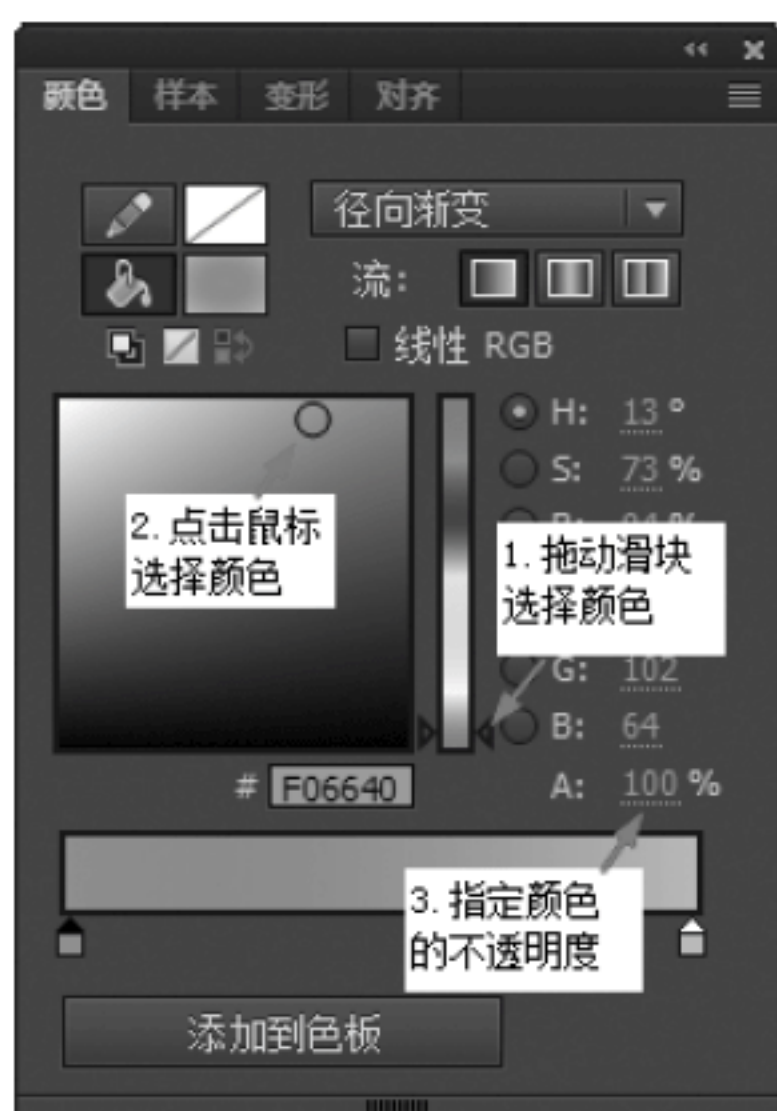 颜色 样本 变形 对齐
径向渐变
流:
线性 RGB
H: 13 °
S: 73 %
2. 点击鼠标
选择颜色
1. 拖动滑块
选择颜色
G: 102
B: 64
# F06640
A: 100 %
3. 指定颜色
的不透明度
添加到色板